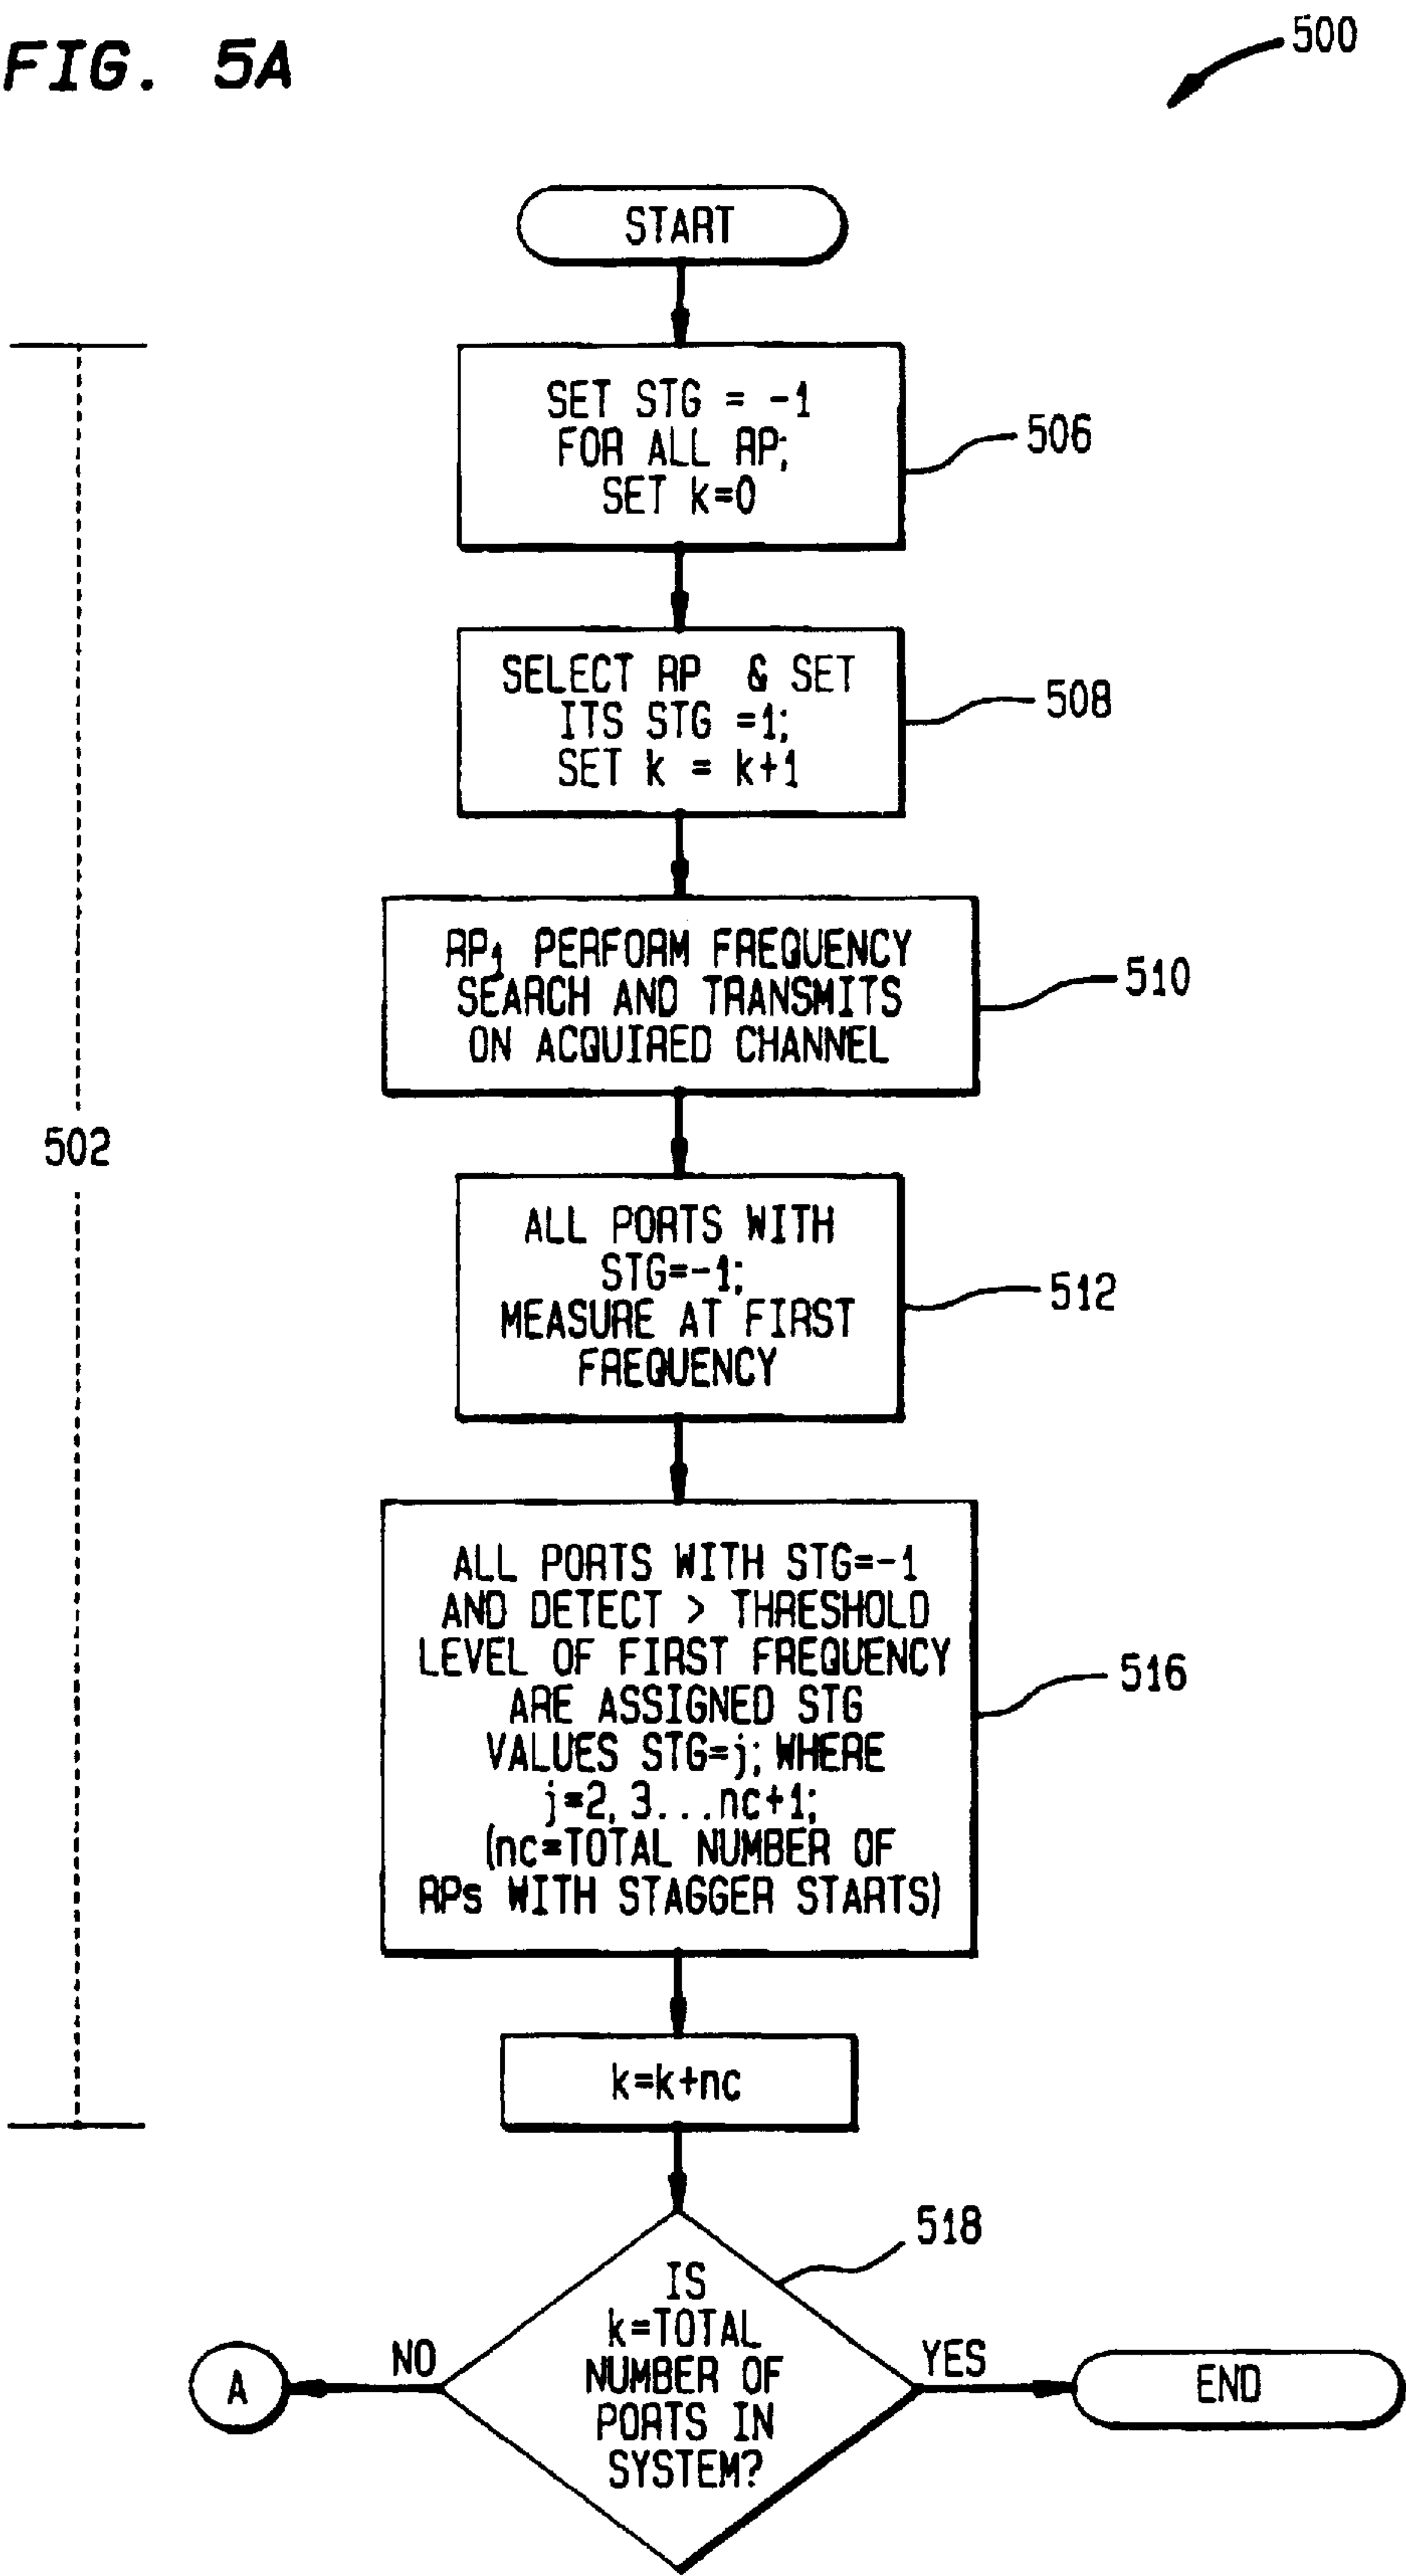 FIG. 5A
500
START
SET STG = -1
FOR ALL RP;
SET k=0
506
SELECT RP & SET
ITS STG =1;
SET k = k+1
508
RP1 PERFORM FREQUENCY
SEARCH AND TRANSMITS
ON ACQUIRED CHANNEL
510
502
ALL PORTS WITH
STG=-1;
MEASURE AT FIRST
FREQUENCY
512
ALL PORTS WITH STG=-1
AND DETECT > THRESHOLD
LEVEL OF FIRST FREQUENCY
ARE ASSIGNED STG
VALUES STG=j; WHERE
j=2, 3...nc+1;
(nc=TOTAL NUMBER OF
RPs WITH STAGGER STARTS)
516
k=k+nc
518
IS
k=TOTAL
NUMBER OF
PORTS IN
SYSTEM?
NO
A
YES
END